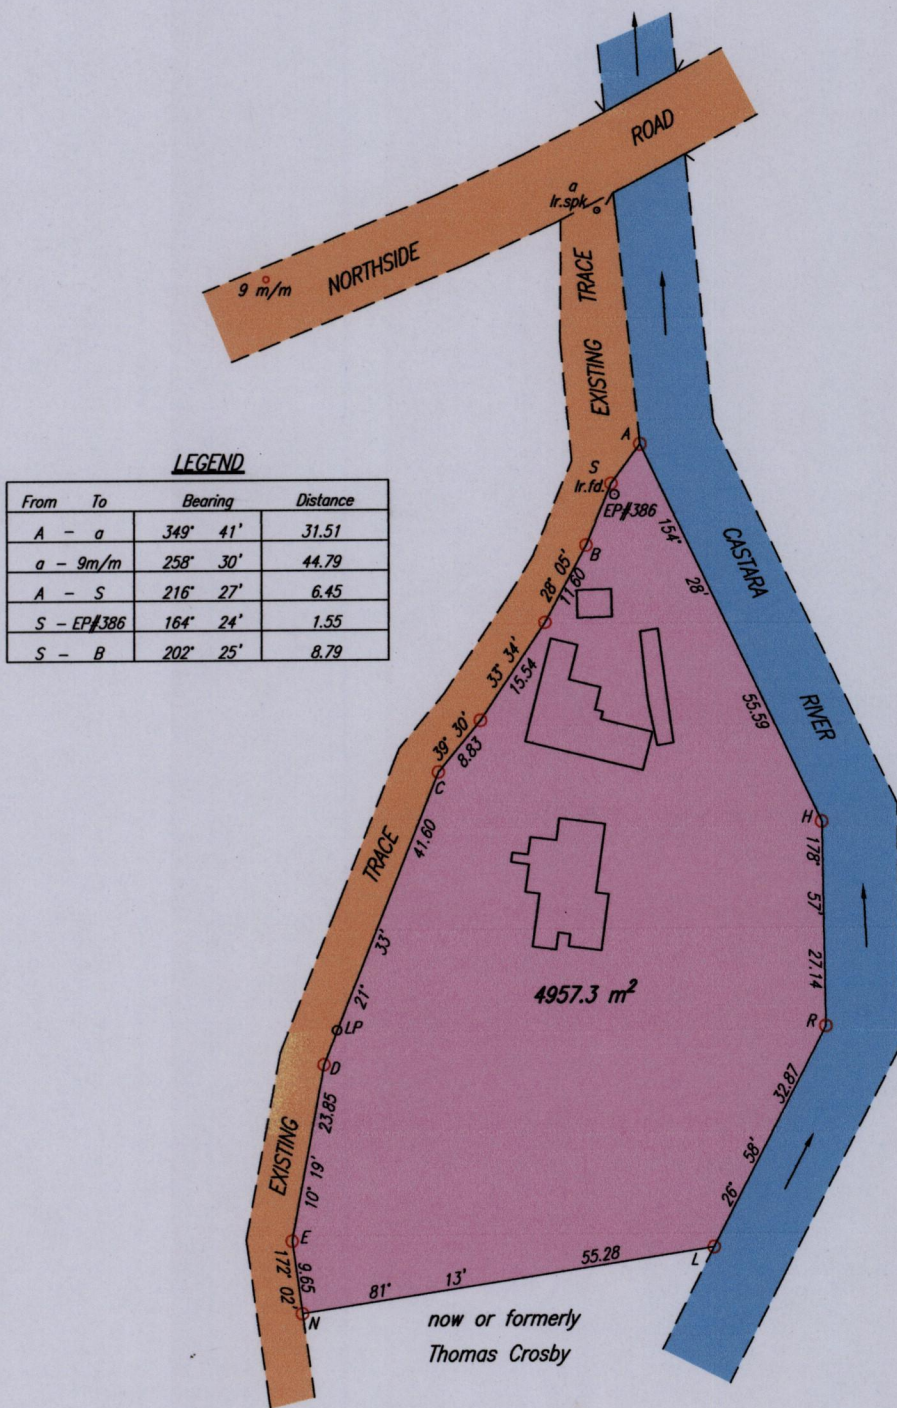 ROAD
a
Ir.spk
NORTHSIDE
9 m/m
EXISTING TRACE
A
S
Ir.fd.
EP#386
B
LEGEND
From To Bearing Distance
A - a 349° 41' 31.51
a - 9m/m 258° 30' 44.79
A - S 216° 27' 6.45
S - EP#386 164° 24' 1.55
S - B 202° 25' 8.79
154° 28'
55.59
CASTARA RIVER
28° 05'
11.60
33° 34'
15.54
39° 30'
8.83
C
41.60
21° 33'
TRACE
H
178° 57'
27.14
4957.3 m²
R
LP
D
23.85
10° 19'
EXISTING
32.87
26° 58'
E
172° 02'
9.65
L
N
81° 13' 55.28
now or formerly
Thomas Crosby